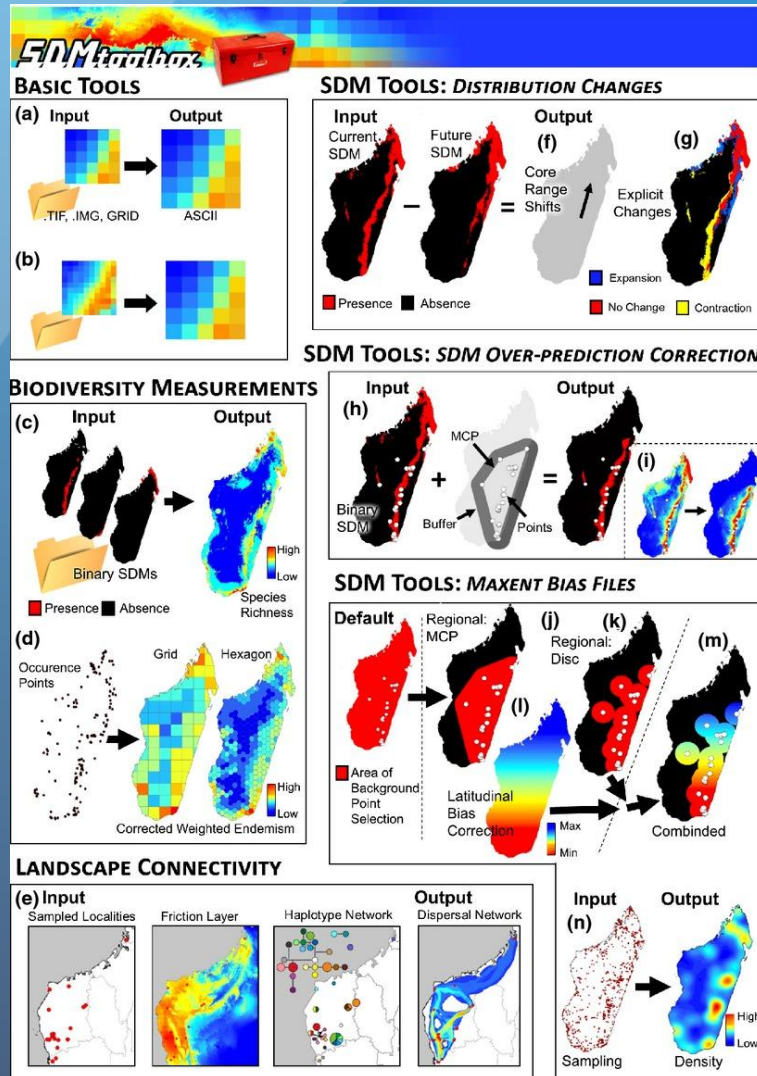 SDMtoolbox
BASIC TOOLS
(a)
Input
Output
.TIF, .IMG, GRID
ASCII
(b)
SDM TOOLS: DISTRIBUTION CHANGES
Input
Output
Current
SDM
Future
SDM
(f)
(g)
Core
Range
Shifts
Explicit
Changes
Presence
Absence
Expansion
No Change
Contraction
SDM TOOLS: SDM OVER-PREDICTION CORRECTION
Input
Output
(h)
MCP
Binary
SDM
Buffer
Points
(i)
BIODIVERSITY MEASUREMENTS
(c)
Input
Output
Binary SDMs
High
Low
Species
Richness
Presence
Absence
(d)
Occurence
Points
Grid
Hexagon
High
Low
Corrected Weighted Endemism
SDM TOOLS: MAXENT BIAS FILES
Default
Regional:
MCP
(j)
(k)
Regional:
Disc
(l)
(m)
Area of
Background
Point
Selection
Latitudinal
Bias
Correction
Max
Min
Combinded
LANDSCAPE CONNECTIVITY
(e)
Input
Output
Sampled Localities
Friction Layer
Haplotype Network
Dispersal Network
Input
Output
(n)
High
Low
Sampling
Density